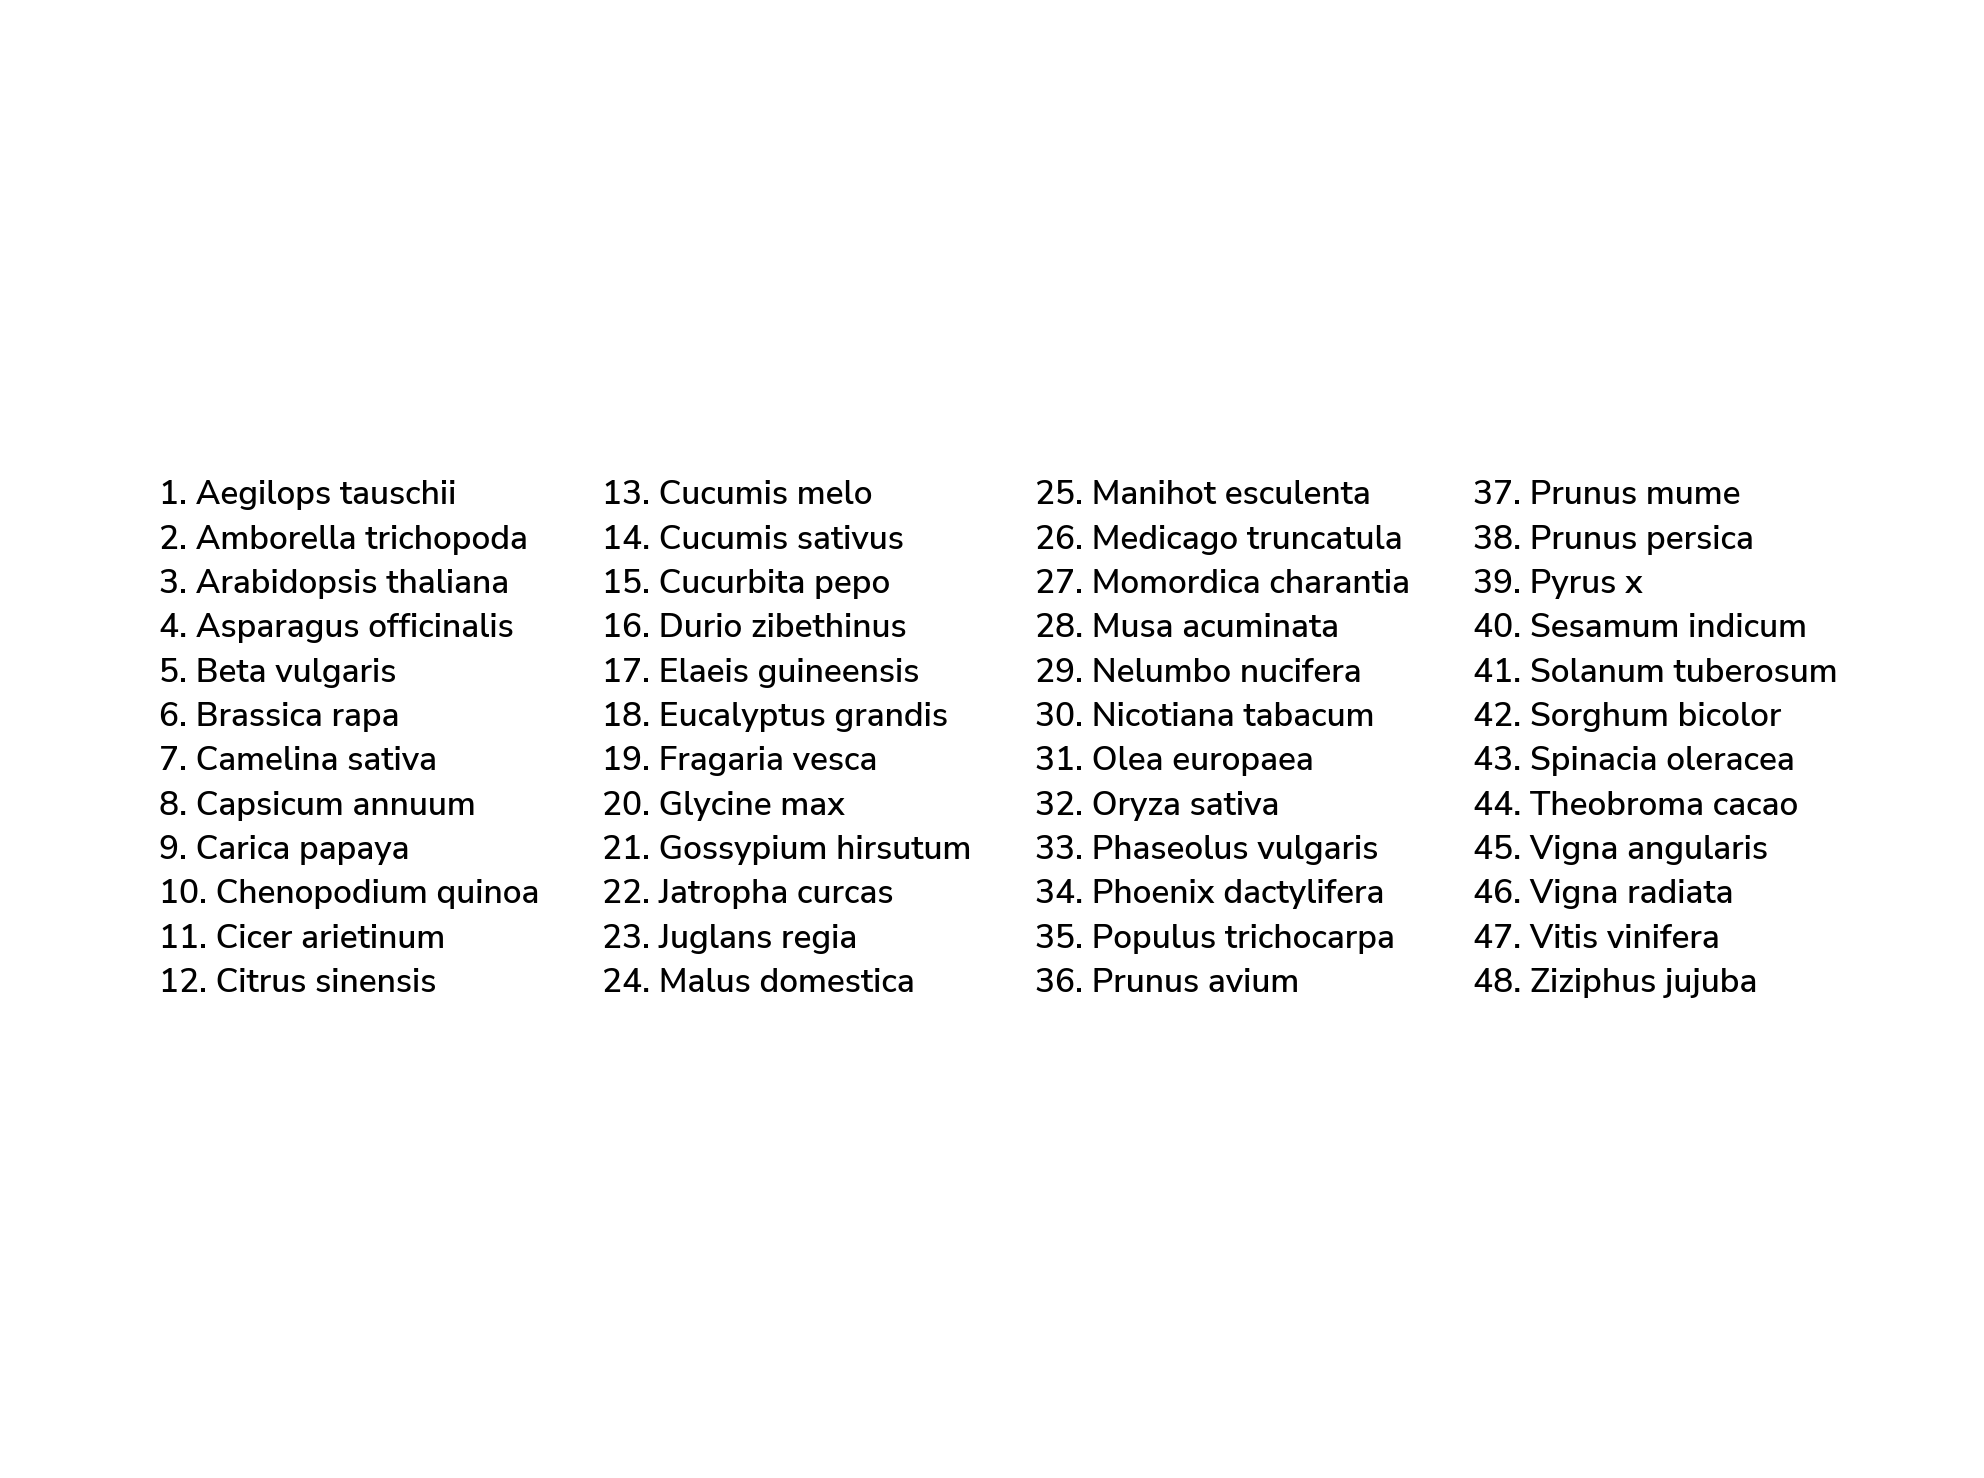 1. Aegilops tauschii
2. Amborella trichopoda
3. Arabidopsis thaliana
4. Asparagus officinalis
5. Beta vulgaris
6. Brassica rapa
7. Camelina sativa
8. Capsicum annuum
9. Carica papaya
10. Chenopodium quinoa
11. Cicer arietinum
12. Citrus sinensis
13. Cucumis melo
14. Cucumis sativus
15. Cucurbita pepo
16. Durio zibethinus
17. Elaeis guineensis
18. Eucalyptus grandis
19. Fragaria vesca
20. Glycine max
21. Gossypium hirsutum
22. Jatropha curcas
23. Juglans regia
24. Malus domestica
25. Manihot esculenta
26. Medicago truncatula
27. Momordica charantia
28. Musa acuminata
29. Nelumbo nucifera
30. Nicotiana tabacum
31. Olea europaea
32. Oryza sativa
33. Phaseolus vulgaris
34. Phoenix dactylifera
35. Populus trichocarpa
36. Prunus avium
37. Prunus mume
38. Prunus persica
39. Pyrus x
40. Sesamum indicum
41. Solanum tuberosum
42. Sorghum bicolor
43. Spinacia oleracea
44. Theobroma cacao
45. Vigna angularis
46. Vigna radiata
47. Vitis vinifera
48. Ziziphus jujuba